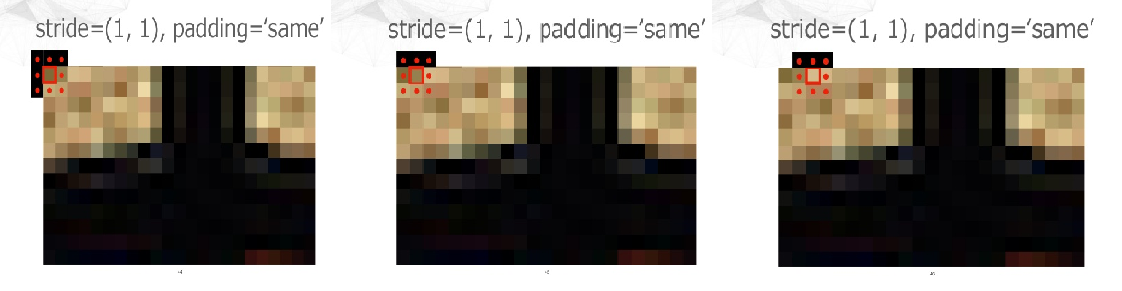 stride=(1, 1), padding=‘same’
stride=(1, 1), padding=‘same’
stride=(1, 1), padding=‘same’